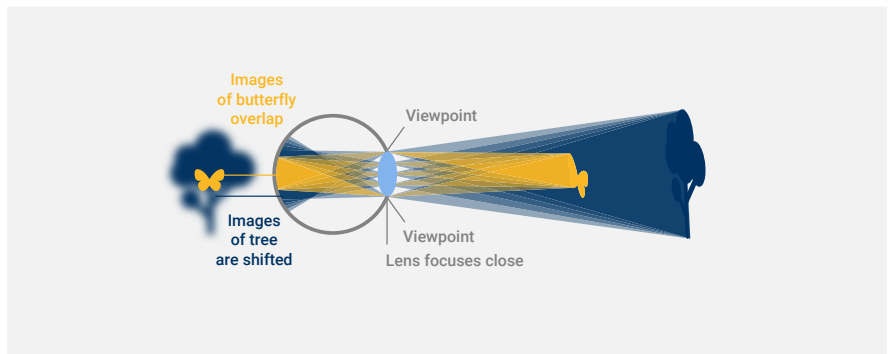 Images
of butterfly
overlap
Viewpoint
Images
of tree
are shifted
Viewpoint
Lens focuses close